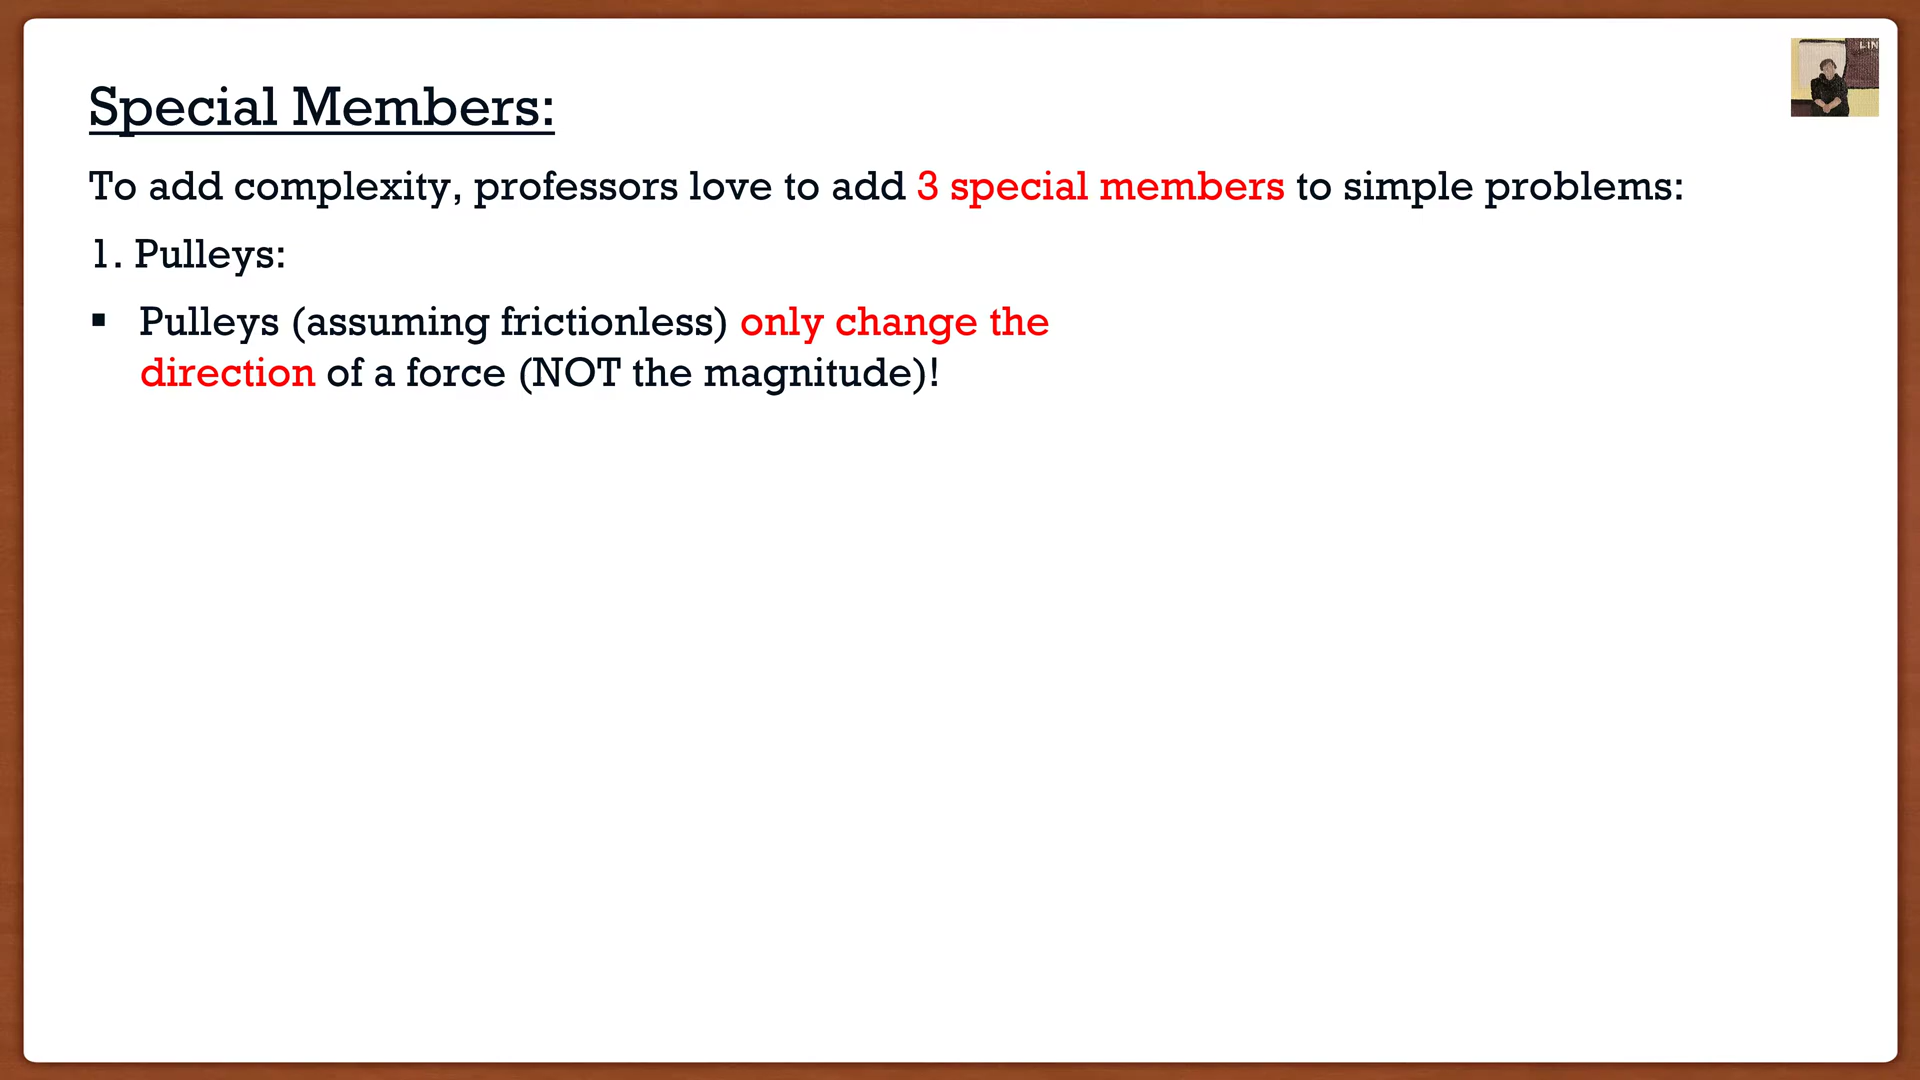 Special Members:
To add complexity, professors love to add 3 special members to simple problems:
1. Pulleys:
▪ Pulleys (assuming frictionless) only change the
direction of a force (NOT the magnitude)!
LIN